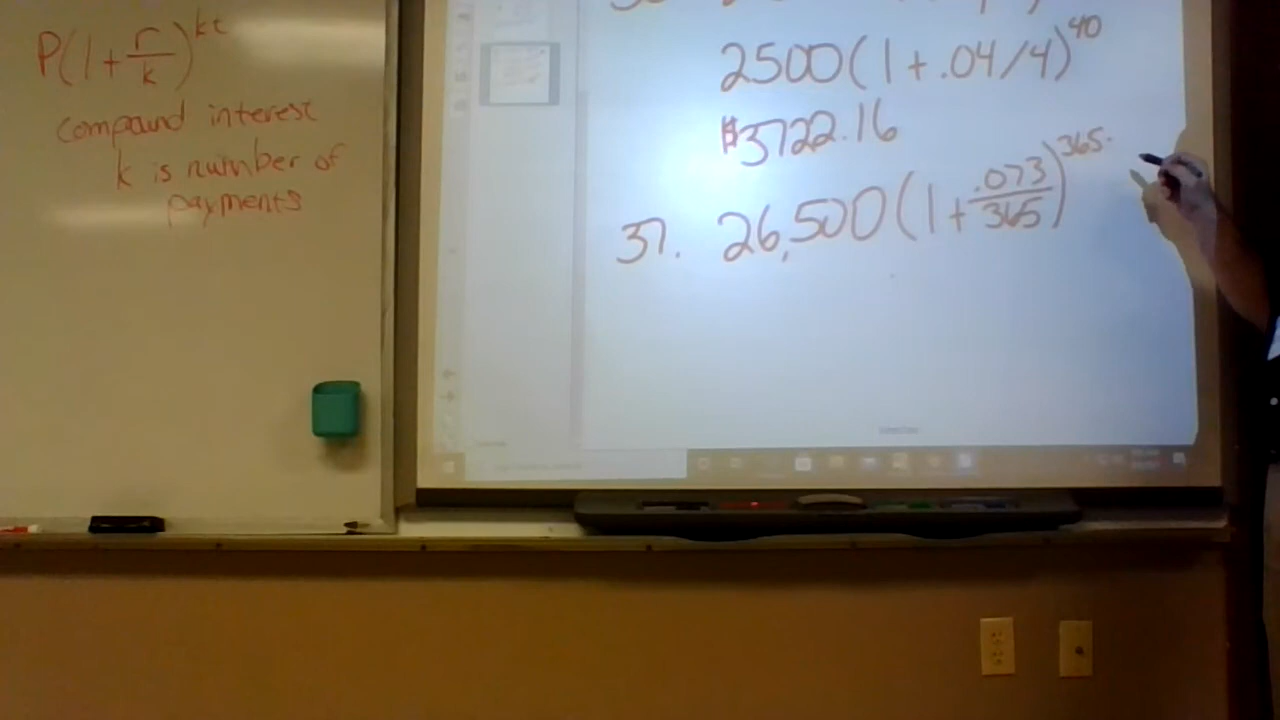 P(1+r/k)^kt
compound interest
k is number of
payments
2500(1+.04/4)^40
$3722.16
37. 26,500(1+.073/365)^365·